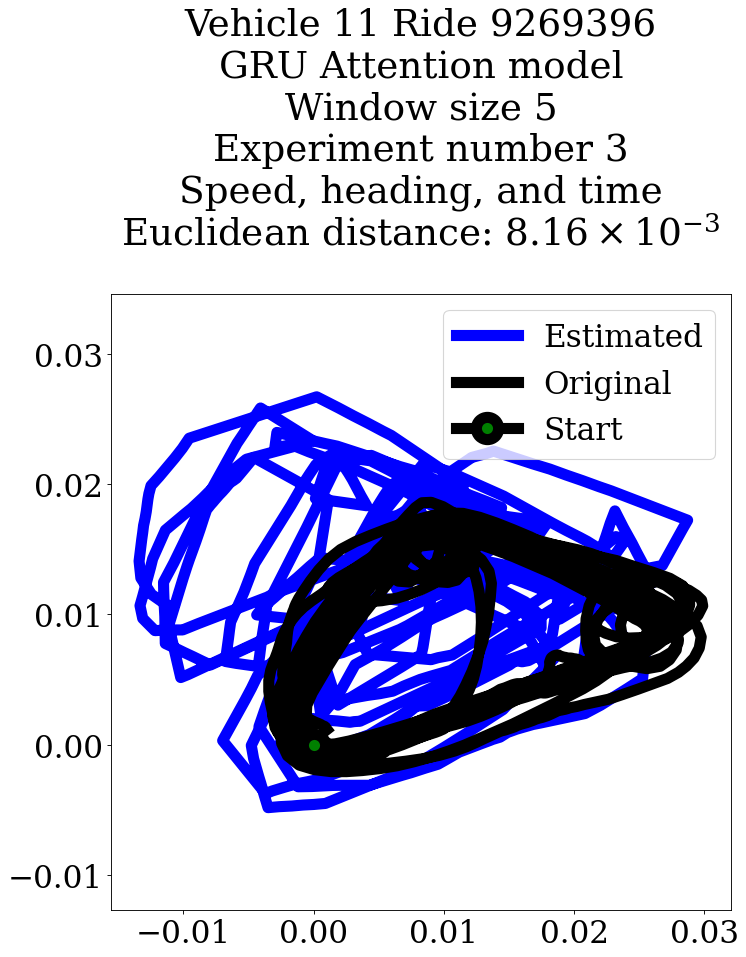 Vehicle 11 Ride 9269396
GRU Attention model
Window size 5
Experiment number 3
Speed, heading, and time
Euclidean distance: 8.16 × 10⁻³
Estimated
Original
Start
0.03
0.02
0.01
0.00
−0.01
−0.01 0.00 0.01 0.02 0.03